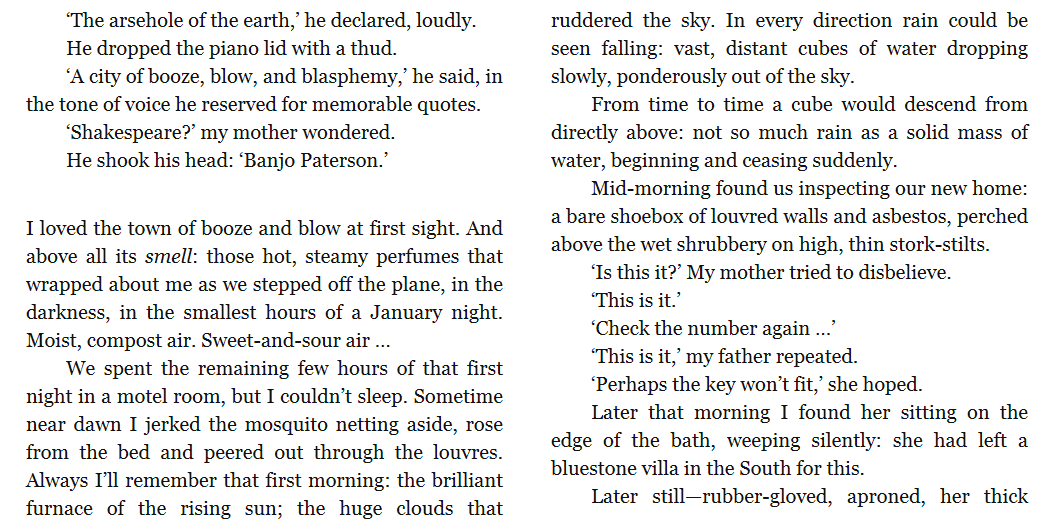 ‘The arsehole of the earth,’ he declared, loudly.
He dropped the piano lid with a thud.
‘A city of booze, blow, and blasphemy,’ he said, in
the tone of voice he reserved for memorable quotes.
‘Shakespeare?’ my mother wondered.
He shook his head: ‘Banjo Paterson.’
I loved the town of booze and blow at first sight. And
above all its smell: those hot, steamy perfumes that
wrapped about me as we stepped off the plane, in the
darkness, in the smallest hours of a January night.
Moist, compost air. Sweet-and-sour air ...
We spent the remaining few hours of that first
night in a motel room, but I couldn’t sleep. Sometime
near dawn I jerked the mosquito netting aside, rose
from the bed and peered out through the louvres.
Always I’ll remember that first morning: the brilliant
furnace of the rising sun; the huge clouds that
ruddered the sky. In every direction rain could be
seen falling: vast, distant cubes of water dropping
slowly, ponderously out of the sky.
From time to time a cube would descend from
directly above: not so much rain as a solid mass of
water, beginning and ceasing suddenly.
Mid-morning found us inspecting our new home:
a bare shoebox of louvred walls and asbestos, perched
above the wet shrubbery on high, thin stork-stilts.
‘Is this it?’ My mother tried to disbelieve.
‘This is it.’
‘Check the number again ...’
‘This is it,’ my father repeated.
‘Perhaps the key won’t fit,’ she hoped.
Later that morning I found her sitting on the
edge of the bath, weeping silently: she had left a
bluestone villa in the South for this.
Later still—rubber-gloved, aproned, her thick